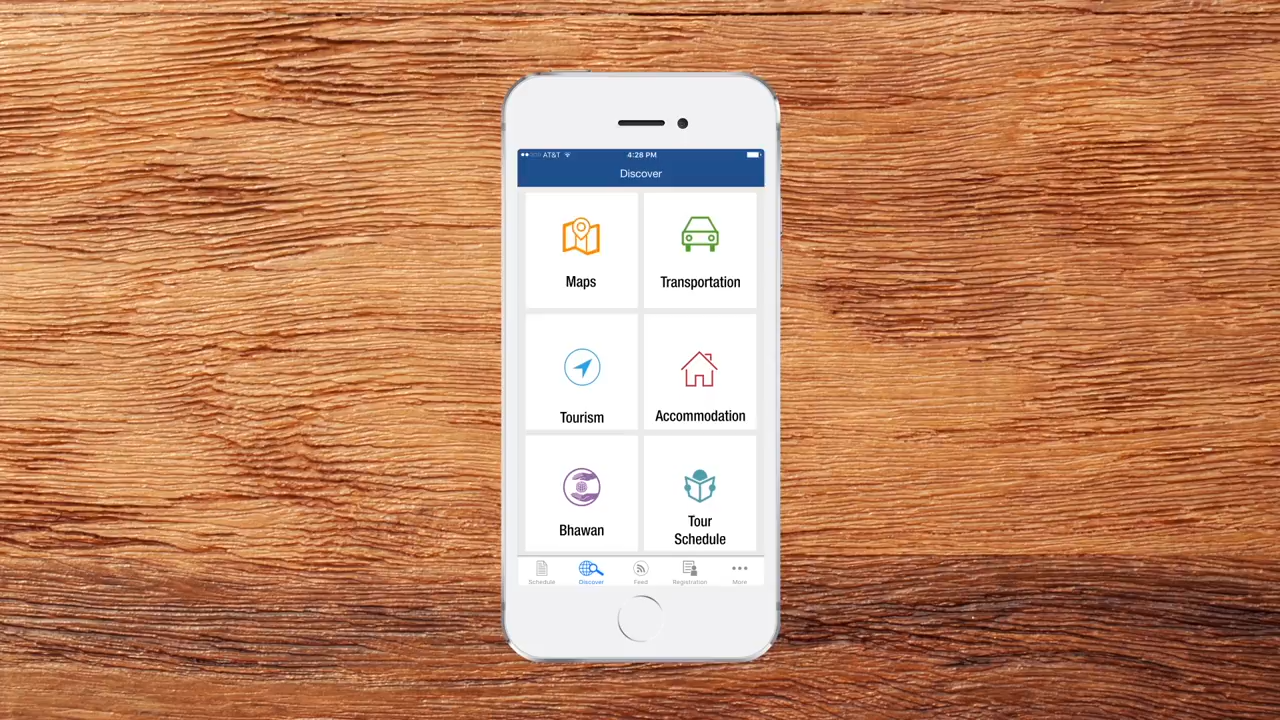 AT&T 4:28 PM
Discover
Maps Transportation
Tourism Accommodation
Bhawan Tour
Schedule
Schedule Discover Feed Registration More